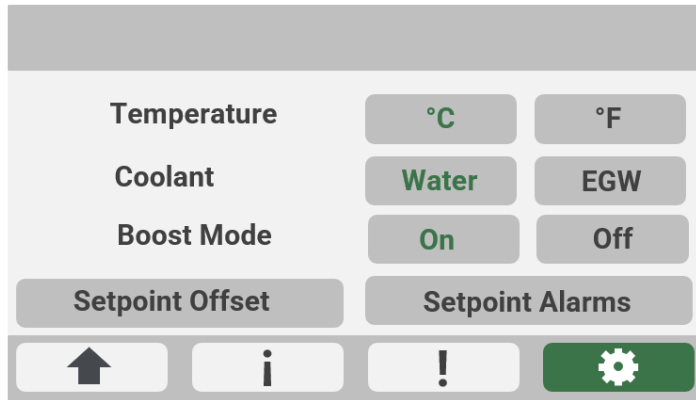 Temperature °C °F
Coolant Water EGW
Boost Mode On Off
Setpoint Offset Setpoint Alarms
i !